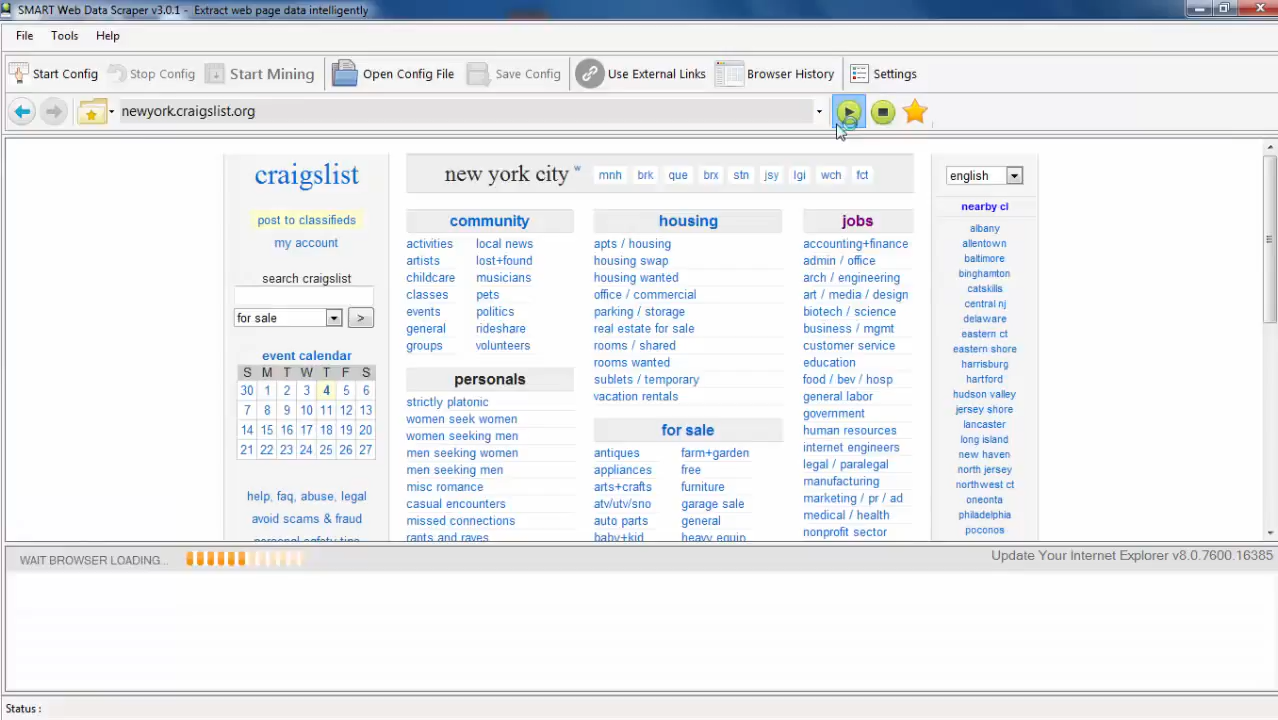 SMART Web Data Scraper v3.0.1 - Extract web page data intelligently
File Tools Help
Start Config Stop Config Start Mining Open Config File Save Config Use External Links Browser History Settings
newyork.craigslist.org
craigslist
post to classifieds
my account
search craigslist
for sale >
event calendar
S M T W T F S
30 1 2 3 4 5 6
7 8 9 10 11 12 13
14 15 16 17 18 19 20
21 22 23 24 25 26 27
help, faq, abuse, legal
avoid scams & fraud
personal safety tips
new york city w mnh brk que brx stn jsy lgi wch fct
community
activities local news
artists lost+found
childcare musicians
classes pets
events politics
general rideshare
groups volunteers
personals
strictly platonic
women seek women
women seeking men
men seeking women
men seeking men
misc romance
casual encounters
missed connections
rants and raves
housing
apts / housing
housing swap
housing wanted
office / commercial
parking / storage
real estate for sale
rooms / shared
rooms wanted
sublets / temporary
vacation rentals
for sale
antiques farm+garden
appliances free
arts+crafts furniture
atv/utv/sno garage sale
auto parts general
baby+kid heavy equip
jobs
accounting+finance
admin / office
arch / engineering
art / media / design
biotech / science
business / mgmt
customer service
education
food / bev / hosp
general labor
government
human resources
internet engineers
legal / paralegal
manufacturing
marketing / pr / ad
medical / health
nonprofit sector
english
nearby cl
albany
allentown
baltimore
binghamton
catskills
central nj
delaware
eastern ct
eastern shore
harrisburg
hartford
hudson valley
jersey shore
lancaster
long island
new haven
north jersey
northwest ct
oneonta
philadelphia
poconos
WAIT BROWSER LOADING... Update Your Internet Explorer v8.0.7600.16385
Status :